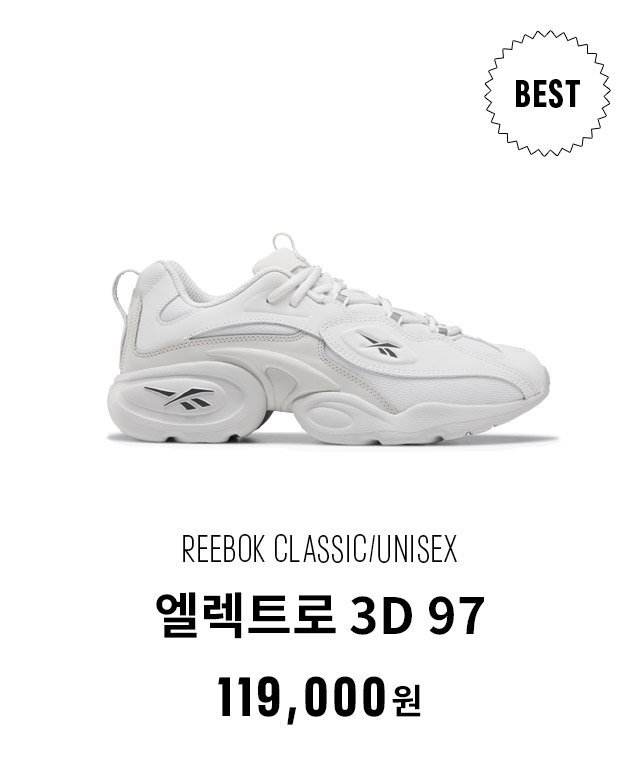 BEST
REEBOK CLASSIC/UNISEX
엘렉트로 3D 97
119,000원